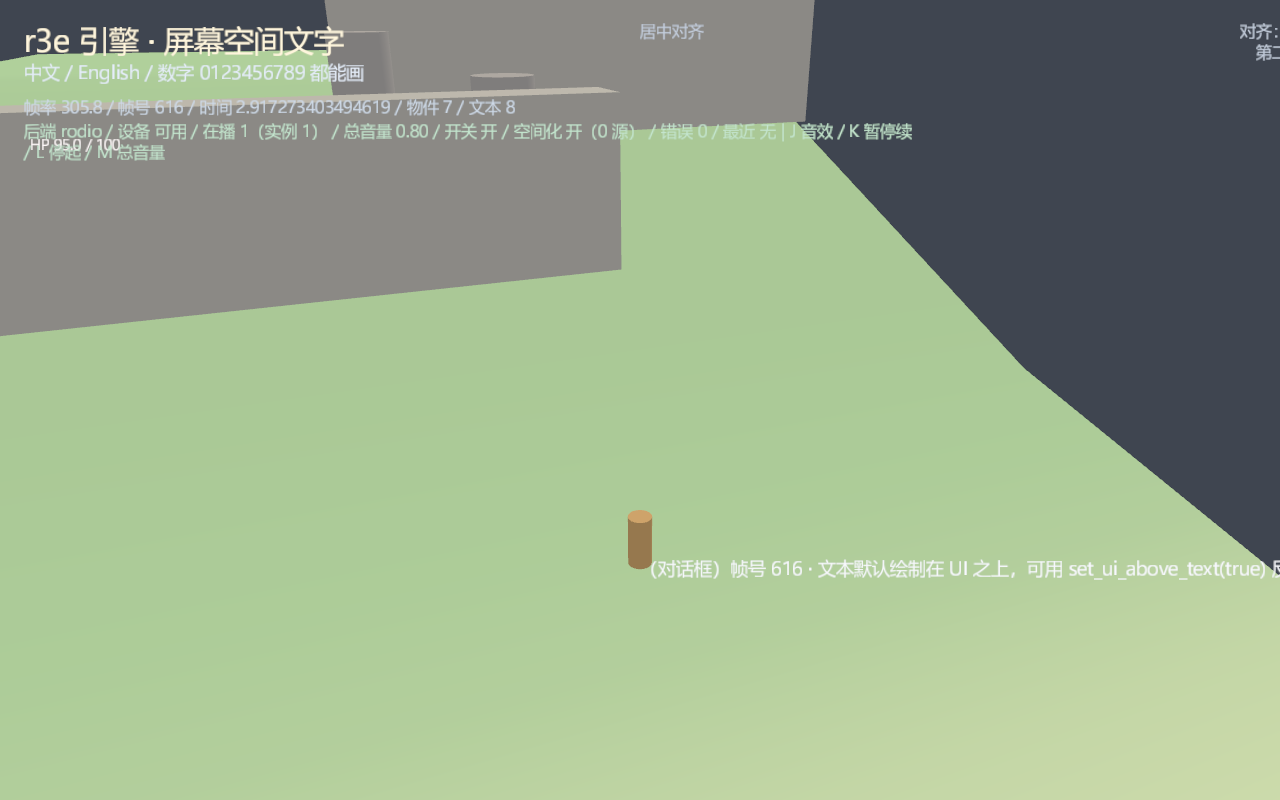 r3e 引擎 · 屏幕空间文字
居中对齐
对齐:
第二
中文 / English / 数字 0123456789 都能画
帧率 305.8 / 帧号 616 / 时间 2.917273403494619 / 物件 7 / 文本 8
后端 rodio / 设备 可用 / 在播 1（实例 1） / 总音量 0.80 / 开关 开 / 空间化 开（0 源） / 错误 0 / 最近 无 | J 音效 / K 暂停续
HP 95.0 / 100
/ L 停起 / M 总音量
（对话框）帧号 616 · 文本默认绘制在 UI 之上，可用 set_ui_above_text(true)